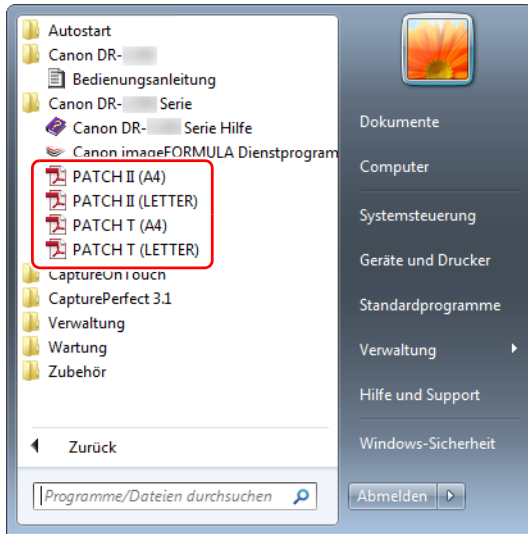 Autostart
Canon DR-
Bedienungsanleitung
Canon DR- Serie
Canon DR- Serie Hilfe
Canon imageFORMULA Dienstprogram
PATCH II (A4)
PATCH II (LETTER)
PATCH T (A4)
PATCH T (LETTER)
CaptureOnTouch
CapturePerfect 3.1
Verwaltung
Wartung
Zubehör
Zurück
Programme/Dateien durchsuchen
Dokumente
Computer
Systemsteuerung
Geräte und Drucker
Standardprogramme
Verwaltung
Hilfe und Support
Windows-Sicherheit
Abmelden